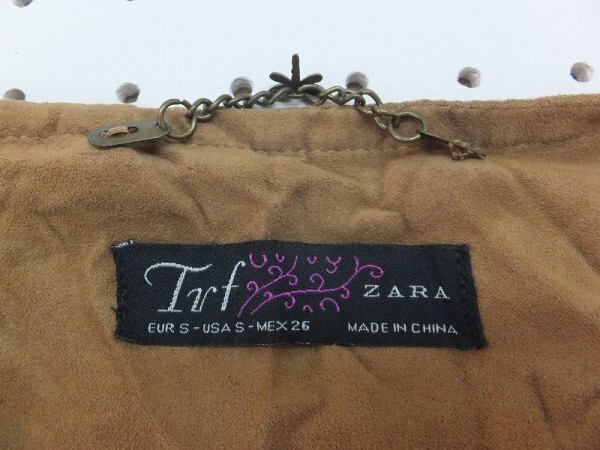 Trf ZARA
EUR S - USA S - MEX 26 MADE IN CHINA